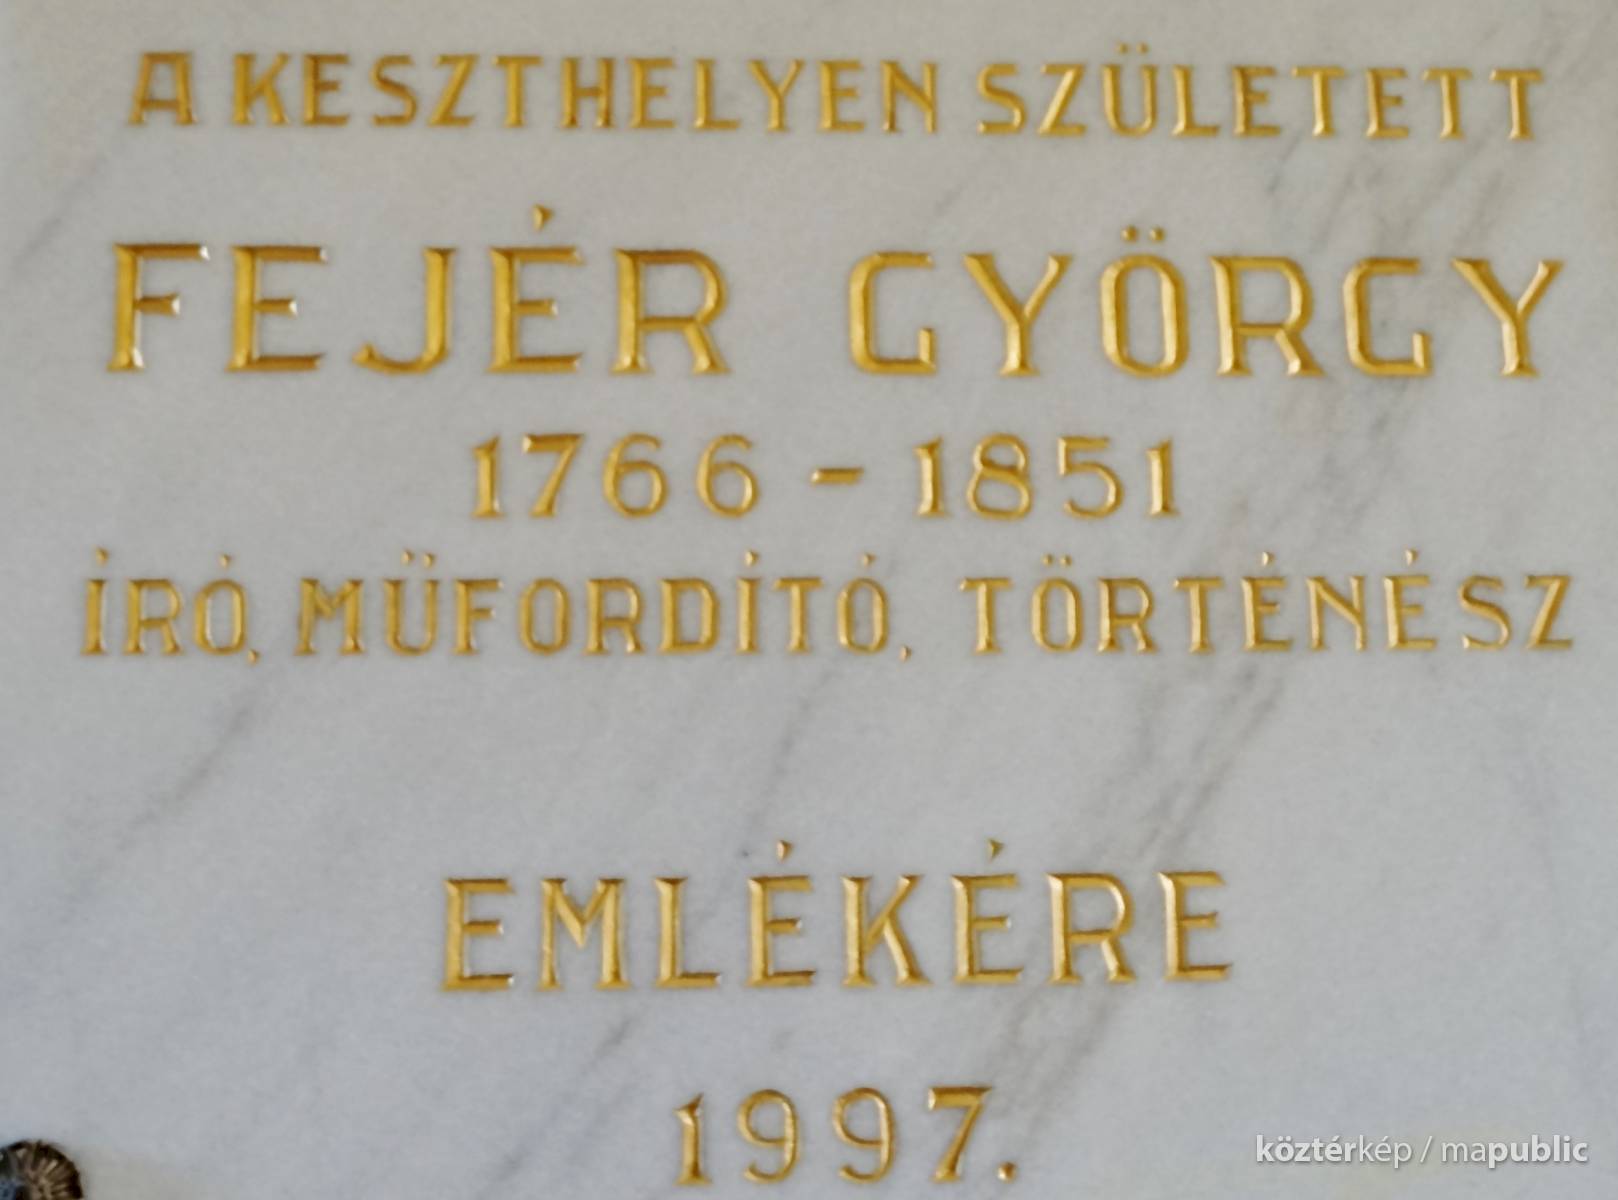 A KESZTHELYEN SZÜLETETT
FEJÉR GYÖRGY
1766 – 1851
ÍRÓ, MŰFORDÍTÓ, TÖRTÉNÉSZ
EMLÉKÉRE
1997.
köztérkép / mapublic